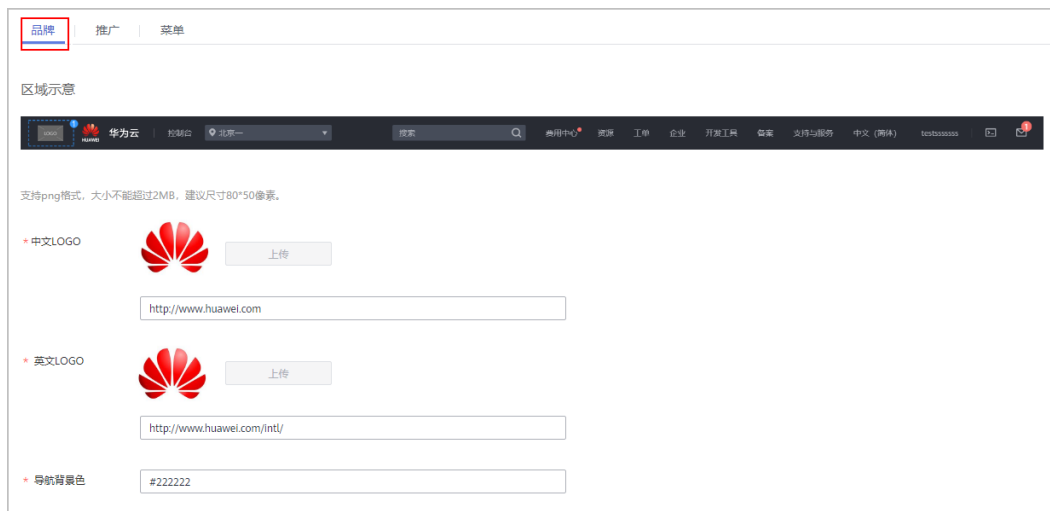 品牌 推广 菜单
区域示意
LOGO 1 HUAWEI 华为云 控制台 北京一 搜索 费用中心 资源 工单 企业 开发工具 备案 支持与服务 中文 (简体) testsssssss 1
支持png格式，大小不能超过2MB，建议尺寸80*50像素。
* 中文LOGO 上传
http://www.huawei.com
* 英文LOGO 上传
http://www.huawei.com/intl/
* 导航背景色 #222222